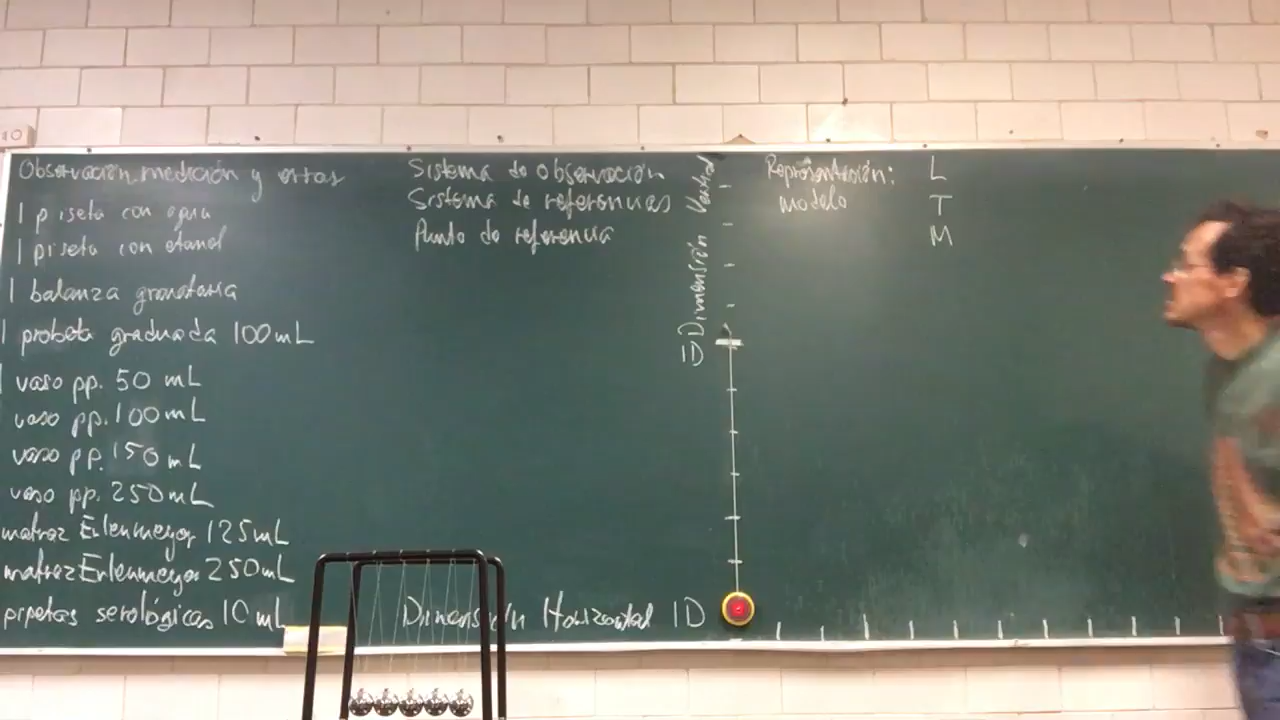 Observación, medición y
1 piseta con agua
1 piseta con etanol
1 balanza granataria
1 probeta graduada 100 mL
1 vaso pp. 50 mL
vaso pp. 100 mL
vaso pp. 150 mL
vaso pp. 250 mL
matraz Erlenmeyer 125 mL
matraz Erlenmeyer 250 mL
pipetas serológicas 10 mL
Sistema de observación
Sistema de referencias
Punto de referencia
1D Dimensión Vertical
Dimensión Horizontal 1D
Representación: L
modelo T
M